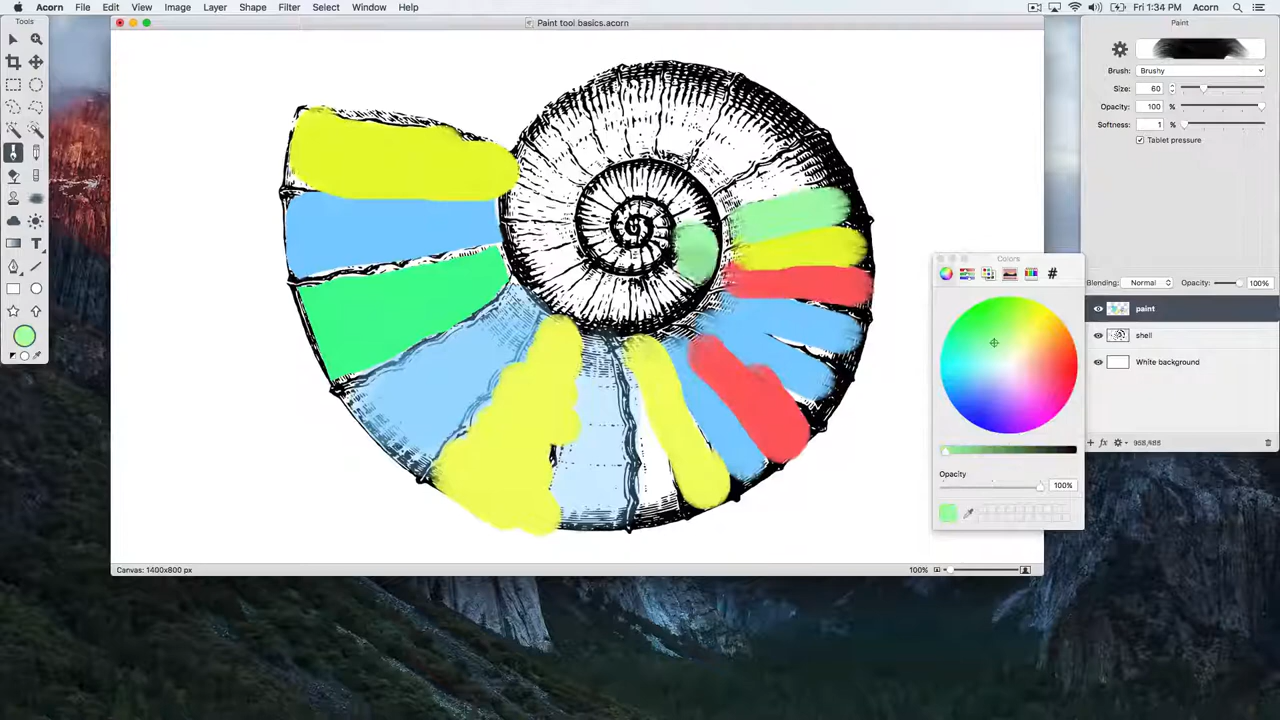 Acorn File Edit View Image Layer Shape Filter Select Window Help
Fri 1:34 PM Acorn
Tools
Paint tool basics.acorn
Paint
Brush: Brushy
Size: 60
Opacity: 100 %
Softness: 1 %
Tablet pressure
T
Colors
#
Blending: Normal Opacity: 100%
paint
shell
White background
fx
Opacity
100%
Canvas: 1400x800 px
100%